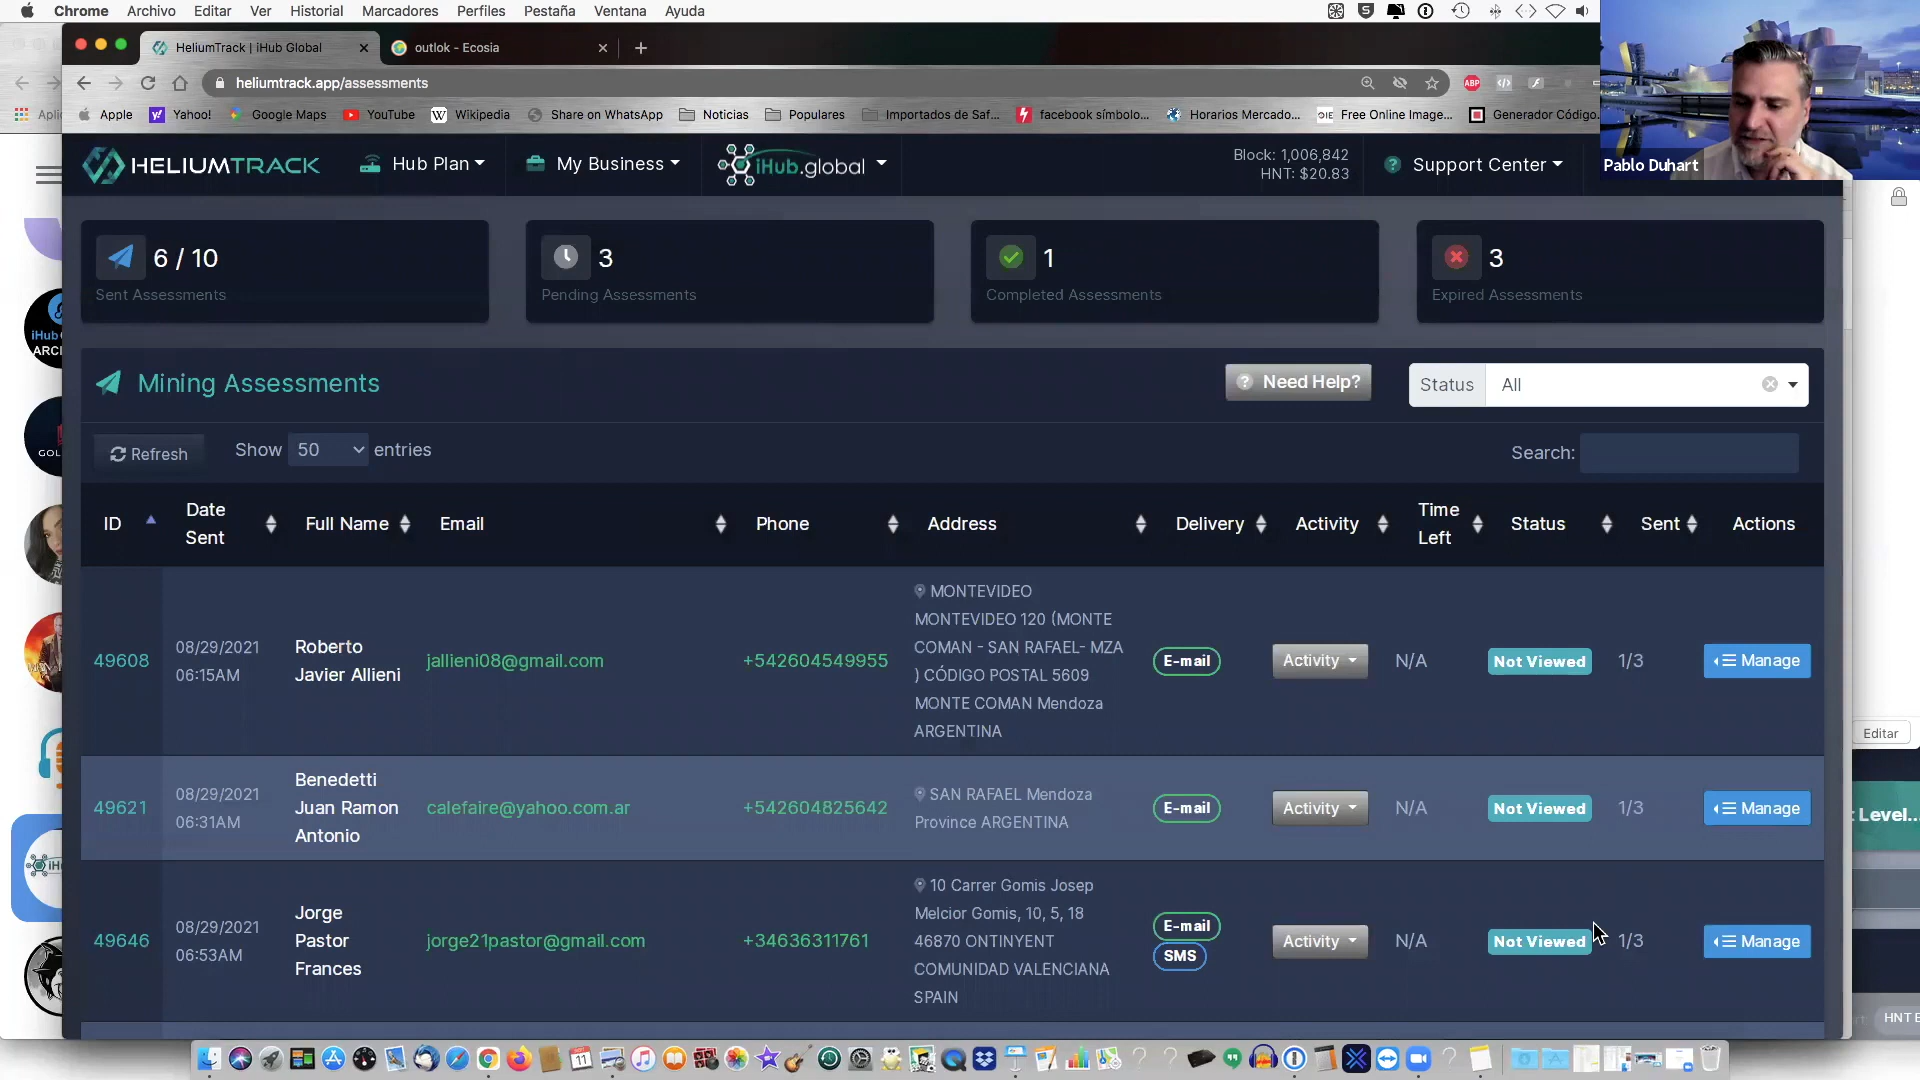 Chrome Archivo Editar Ver Historial Marcadores Perfiles Pestaña Ventana Ayuda
HeliumTrack | iHub Global
outlok - Ecosia
heliumtrack.app/assessments
Apple Yahoo! Google Maps YouTube Wikipedia Share on WhatsApp Noticias Populares Importados de Saf... facebook símbolo... Horarios Mercado... Free Online Image... Generador Código
HELIUMTRACK Hub Plan My Business iHub.global
Block: 1,006,842
HNT: $20.83
Support Center
Pablo Duhart
6 / 10
Sent Assessments
3
Pending Assessments
1
Completed Assessments
3
Expired Assessments
Mining Assessments
Need Help?
Status All
Refresh Show 50 entries
Search:
ID Date Sent Full Name Email Phone Address Delivery Activity Time Left Status Sent Actions
49608
08/29/2021
06:15AM
Roberto
Javier Allieni
jallieni08@gmail.com
+542604549955
MONTEVIDEO
MONTEVIDEO 120 (MONTE
COMAN - SAN RAFAEL- MZA
) CÓDIGO POSTAL 5609
MONTE COMAN Mendoza
ARGENTINA
E-mail
Activity
N/A
Not Viewed
1/3
Manage
49621
08/29/2021
06:31AM
Benedetti
Juan Ramon
Antonio
calefaire@yahoo.com.ar
+542604825642
SAN RAFAEL Mendoza
Province ARGENTINA
E-mail
Activity
N/A
Not Viewed
1/3
Manage
49646
08/29/2021
06:53AM
Jorge
Pastor
Frances
jorge21pastor@gmail.com
+34636311761
10 Carrer Gomis Josep
Melcior Gomis, 10, 5, 18
46870 ONTINYENT
COMUNIDAD VALENCIANA
SPAIN
E-mail
SMS
Activity
N/A
Not Viewed
1/3
Manage
Editar
Level...